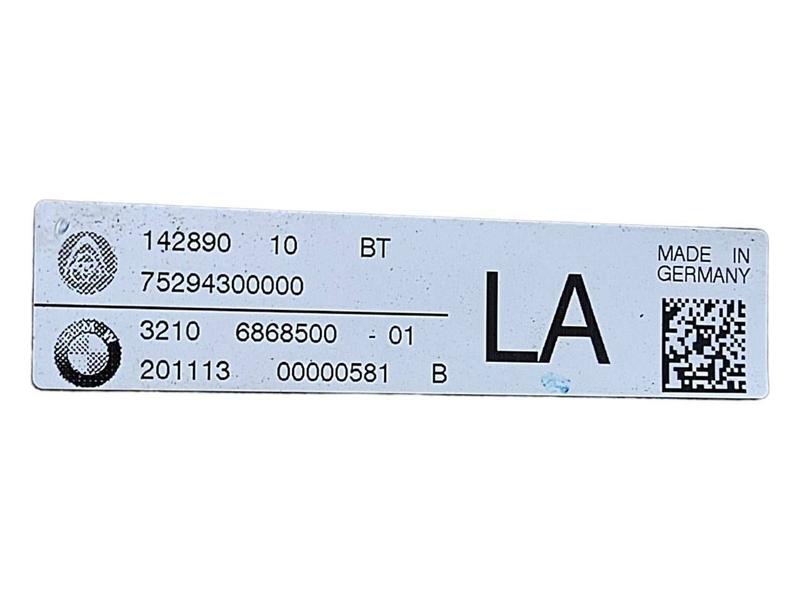 142890 10 BT
75294300000
3210 6868500 - 01
201113 00000581 B
LA
MADE IN
GERMANY